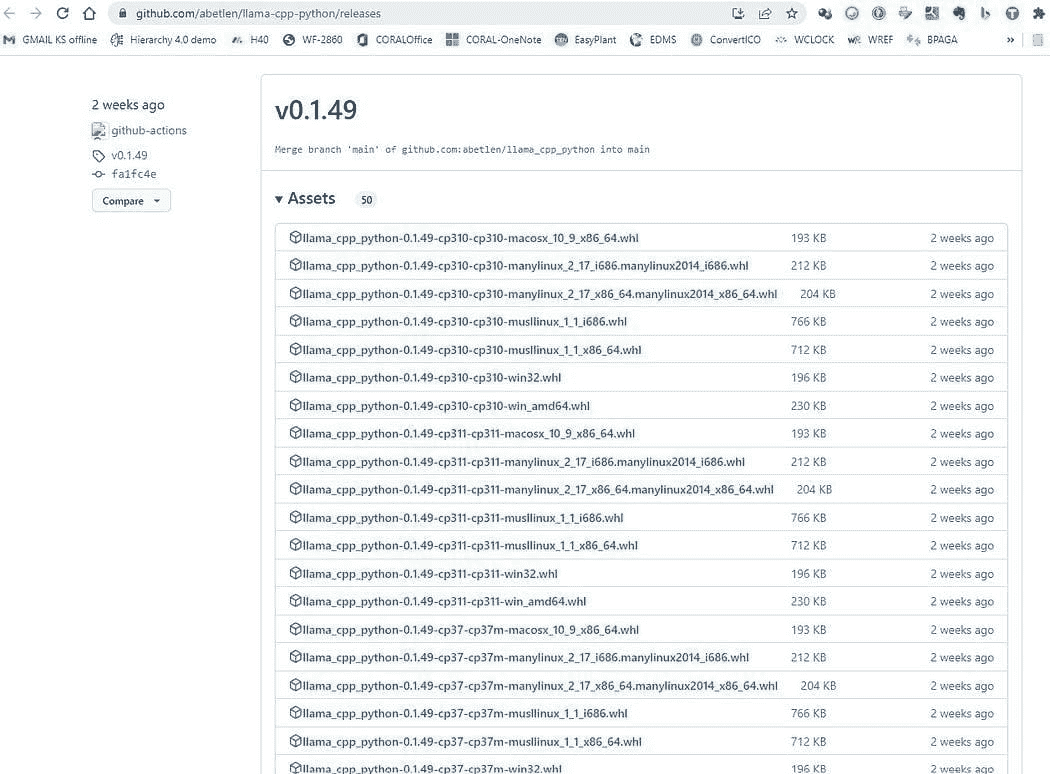 github.com/abetlen/llama-cpp-python/releases
GMAIL KS offline Hierarchy 4.0 demo H40 WF-2860 CORALOffice CORAL-OneNote EasyPlant EDMS ConvertICO WCLOCK WREF BPAGA »
2 weeks ago
github-actions
v0.1.49
fa1fc4e
Compare
v0.1.49
Merge branch 'main' of github.com:abetlen/llama_cpp_python into main
Assets 50
llama_cpp_python-0.1.49-cp310-cp310-macosx_10_9_x86_64.whl 193 KB 2 weeks ago
llama_cpp_python-0.1.49-cp310-cp310-manylinux_2_17_i686.manylinux2014_i686.whl 212 KB 2 weeks ago
llama_cpp_python-0.1.49-cp310-cp310-manylinux_2_17_x86_64.manylinux2014_x86_64.whl 204 KB 2 weeks ago
llama_cpp_python-0.1.49-cp310-cp310-musllinux_1_1_i686.whl 766 KB 2 weeks ago
llama_cpp_python-0.1.49-cp310-cp310-musllinux_1_1_x86_64.whl 712 KB 2 weeks ago
llama_cpp_python-0.1.49-cp310-cp310-win32.whl 196 KB 2 weeks ago
llama_cpp_python-0.1.49-cp310-cp310-win_amd64.whl 230 KB 2 weeks ago
llama_cpp_python-0.1.49-cp311-cp311-macosx_10_9_x86_64.whl 193 KB 2 weeks ago
llama_cpp_python-0.1.49-cp311-cp311-manylinux_2_17_i686.manylinux2014_i686.whl 212 KB 2 weeks ago
llama_cpp_python-0.1.49-cp311-cp311-manylinux_2_17_x86_64.manylinux2014_x86_64.whl 204 KB 2 weeks ago
llama_cpp_python-0.1.49-cp311-cp311-musllinux_1_1_i686.whl 766 KB 2 weeks ago
llama_cpp_python-0.1.49-cp311-cp311-musllinux_1_1_x86_64.whl 712 KB 2 weeks ago
llama_cpp_python-0.1.49-cp311-cp311-win32.whl 196 KB 2 weeks ago
llama_cpp_python-0.1.49-cp311-cp311-win_amd64.whl 230 KB 2 weeks ago
llama_cpp_python-0.1.49-cp37-cp37m-macosx_10_9_x86_64.whl 193 KB 2 weeks ago
llama_cpp_python-0.1.49-cp37-cp37m-manylinux_2_17_i686.manylinux2014_i686.whl 212 KB 2 weeks ago
llama_cpp_python-0.1.49-cp37-cp37m-manylinux_2_17_x86_64.manylinux2014_x86_64.whl 204 KB 2 weeks ago
llama_cpp_python-0.1.49-cp37-cp37m-musllinux_1_1_i686.whl 766 KB 2 weeks ago
llama_cpp_python-0.1.49-cp37-cp37m-musllinux_1_1_x86_64.whl 712 KB 2 weeks ago
llama_cpp_python-0.1.49-cp37-cp37m-win32.whl 196 KB 2 weeks ago